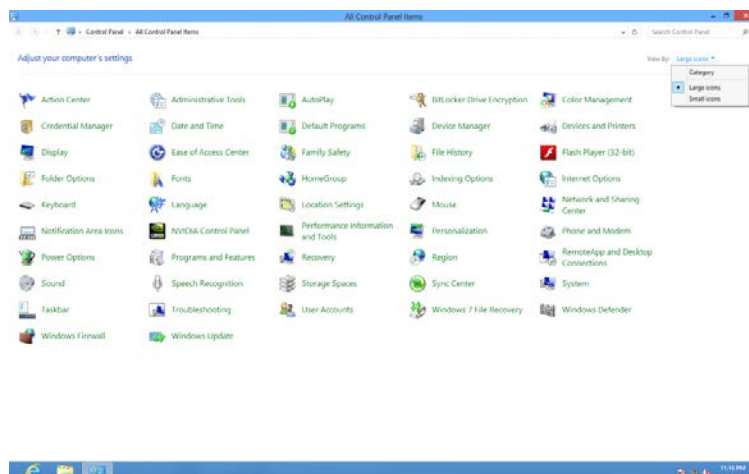 All Control Panel Items
Control Panel All Control Panel Items Search Control Panel
Adjust your computer's settings View by: Large icons
Category
Large icons
Small icons
Action Center Administrative Tools AutoPlay BitLocker Drive Encryption Color Management
Credential Manager Date and Time Default Programs Device Manager Devices and Printers
Display Ease of Access Center Family Safety File History Flash Player (32-bit)
Folder Options Fonts HomeGroup Indexing Options Internet Options
Keyboard Language Location Settings Mouse Network and Sharing
Center
Notification Area Icons NVIDIA Control Panel Performance Information
and Tools Personalization Phone and Modem
Power Options Programs and Features Recovery Region RemoteApp and Desktop
Connections
Sound Speech Recognition Storage Spaces Sync Center System
Taskbar Troubleshooting User Accounts Windows 7 File Recovery Windows Defender
Windows Firewall Windows Update